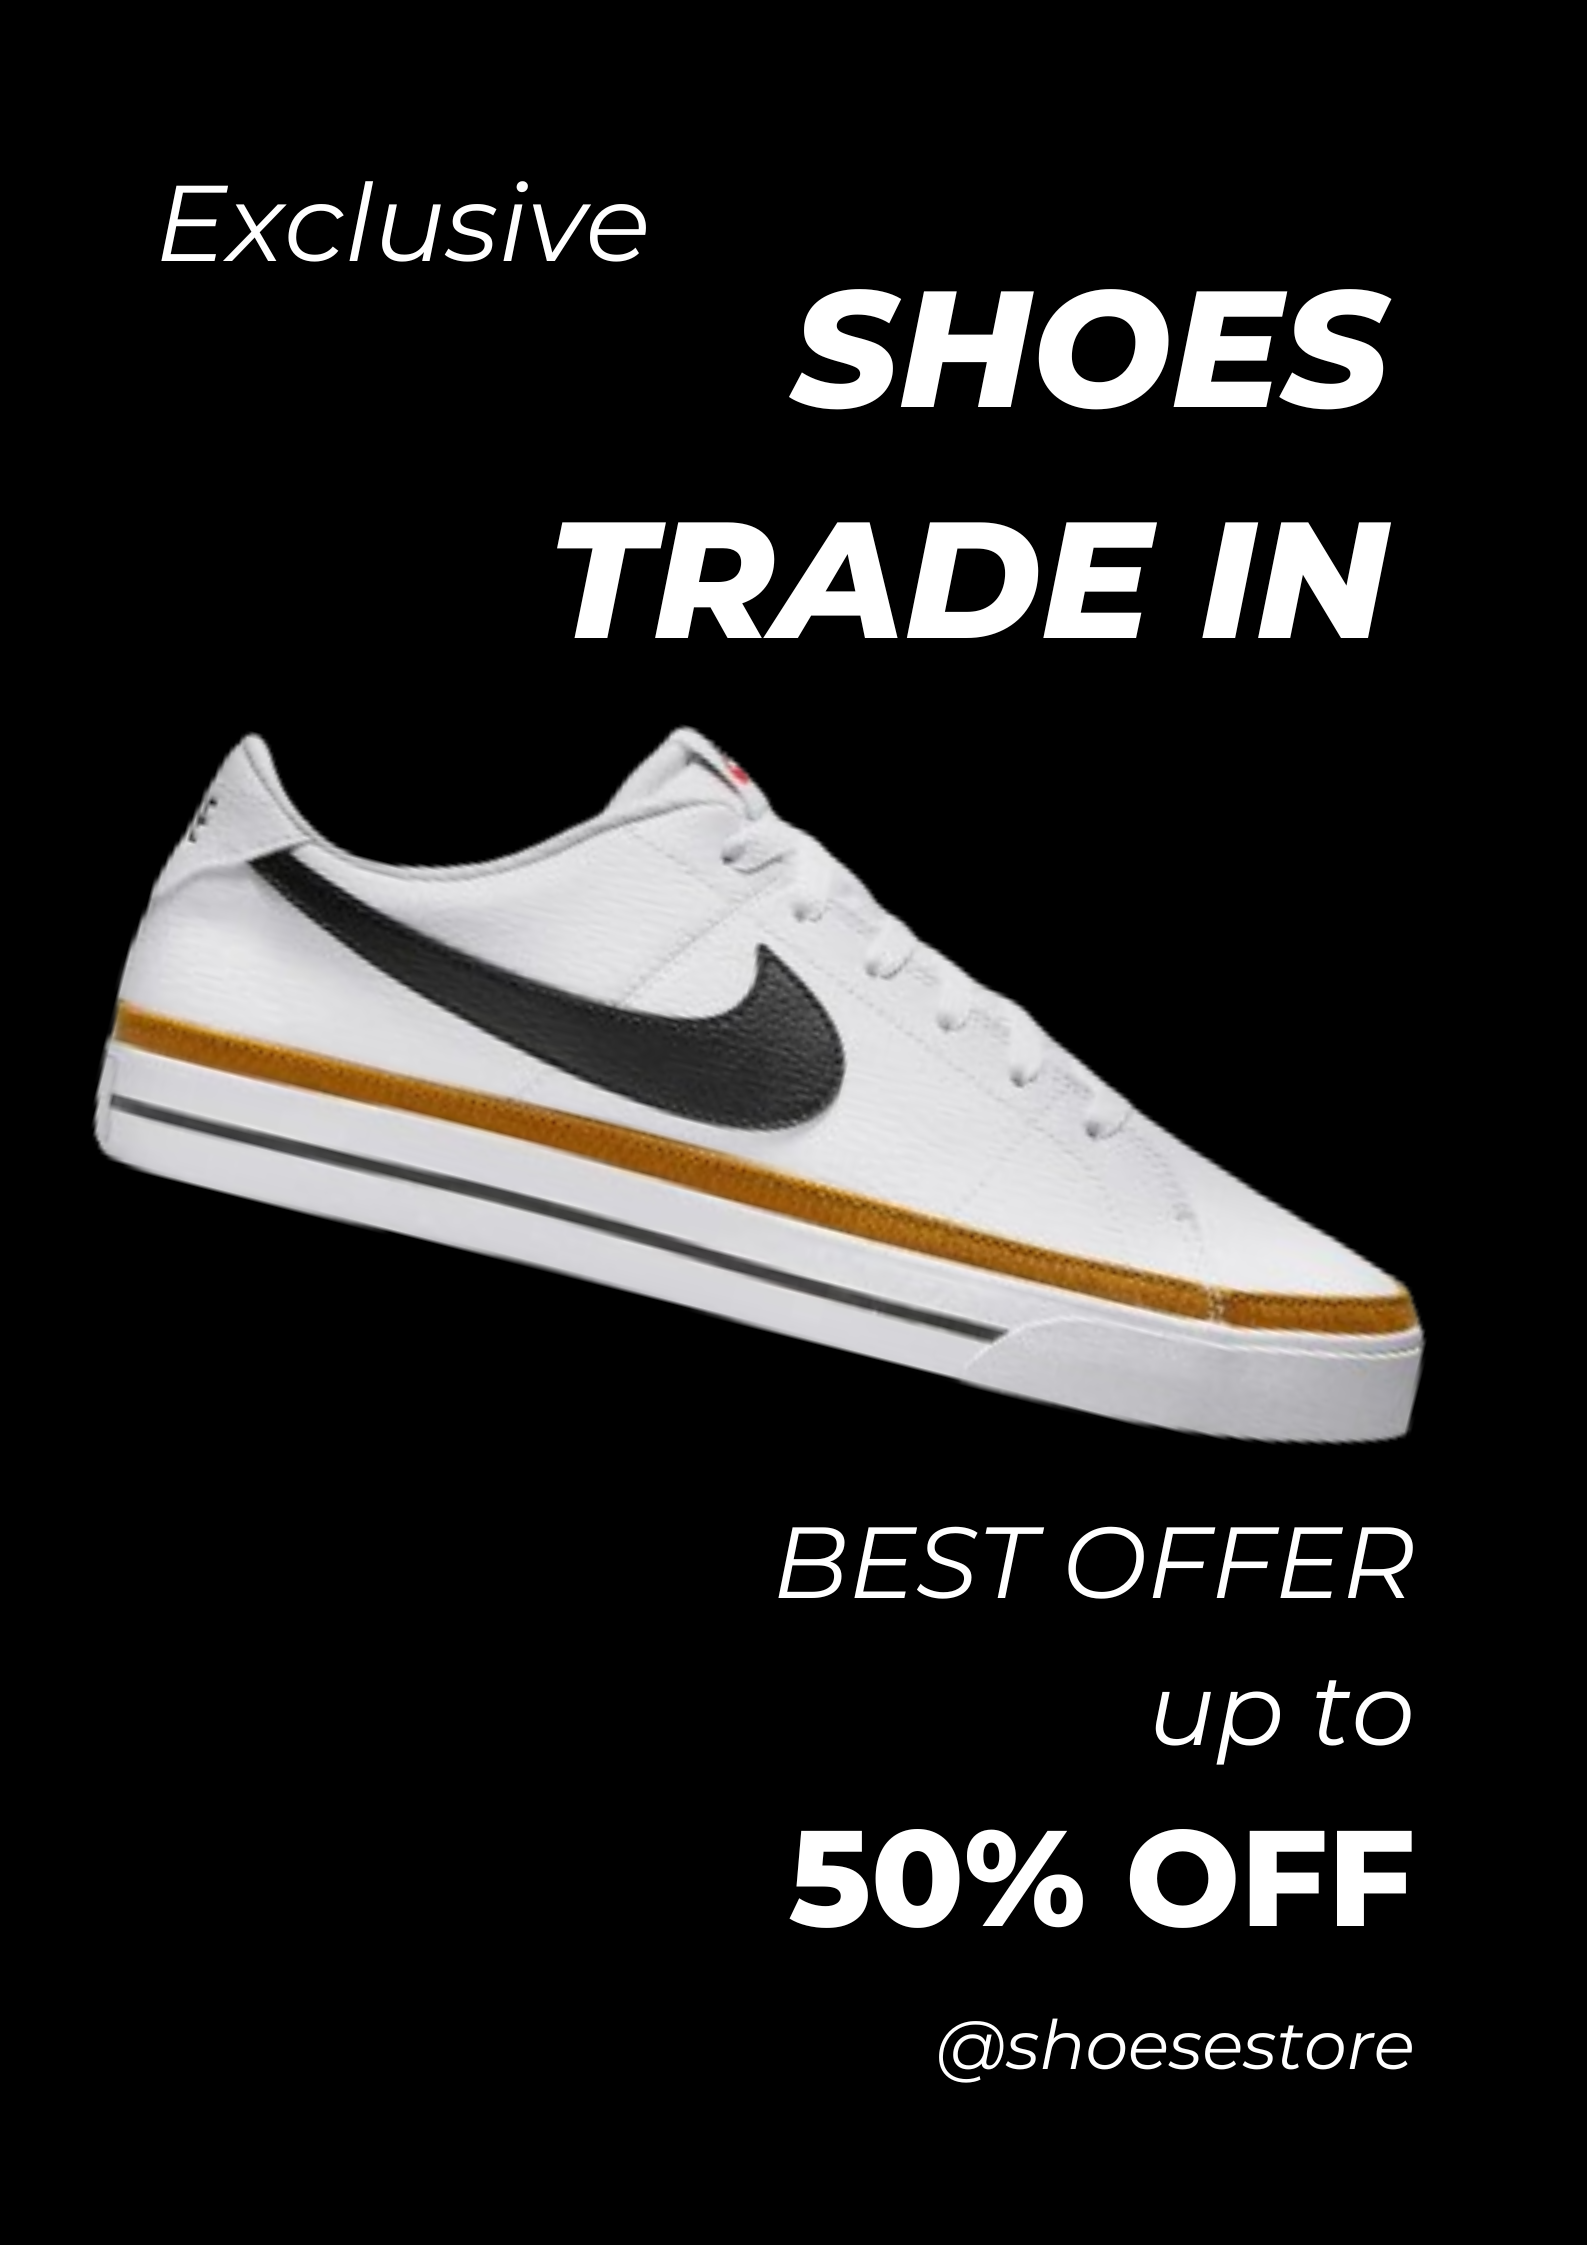 Exclusive
SHOES
TRADE IN
BEST OFFER
up to
50% OFF
@shoesestore